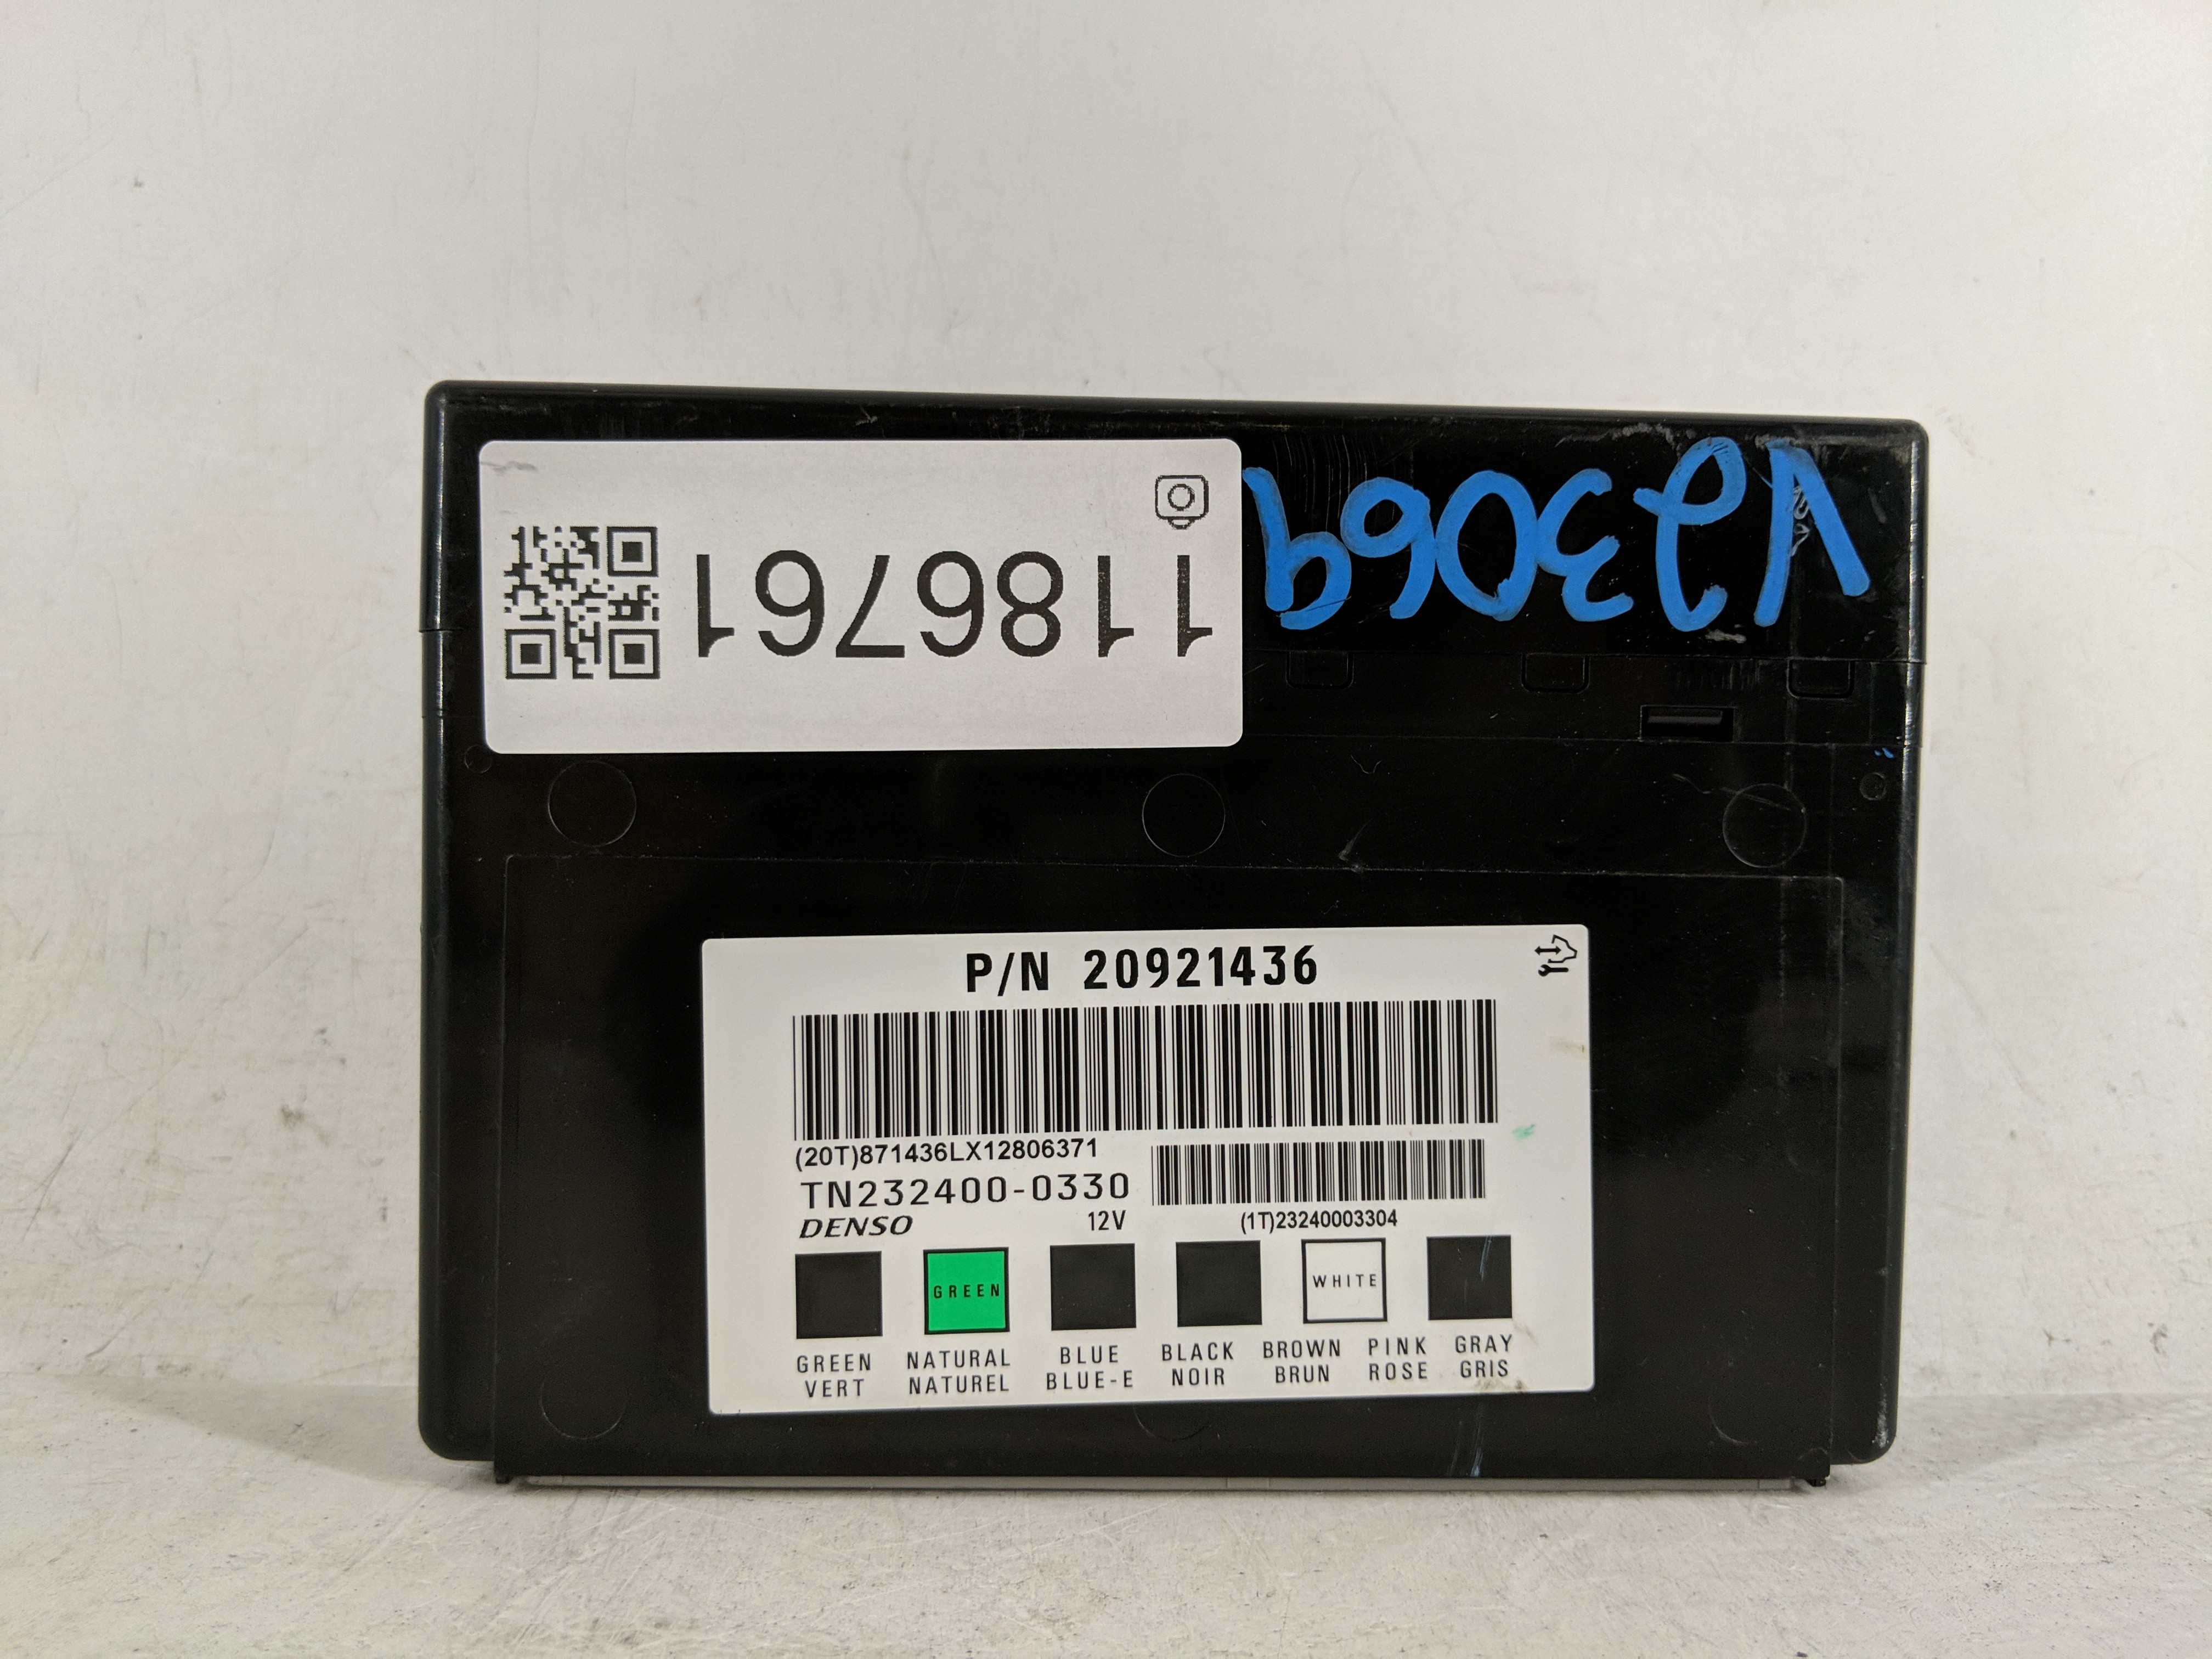 V23069
1186761
P/N 20921436
(20T)871436LX12806371
TN232400-0330
DENSO 12V (1T)23240003304
GREEN WHITE
GREEN NATURAL BLUE BLACK BROWN PINK GRAY
VERT NATUREL BLUE-E NOIR BRUN ROSE GRIS